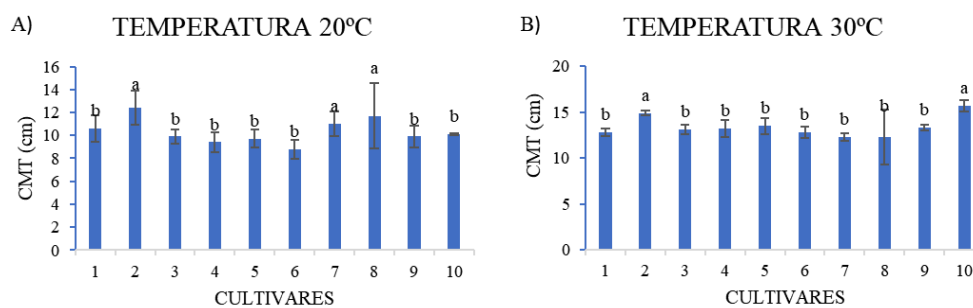 A)
TEMPERATURA 20ºC
CMT (cm)
16
14
12
10
8
6
4
2
0
b
a
b
b
b
b
a
a
b
b
1 2 3 4 5 6 7 8 9 10
CULTIVARES
B)
TEMPERATURA 30ºC
CMT (cm)
20
15
10
5
0
b
a
b
b
b
b
b
b
b
a
1 2 3 4 5 6 7 8 9 10
CULTIVARES